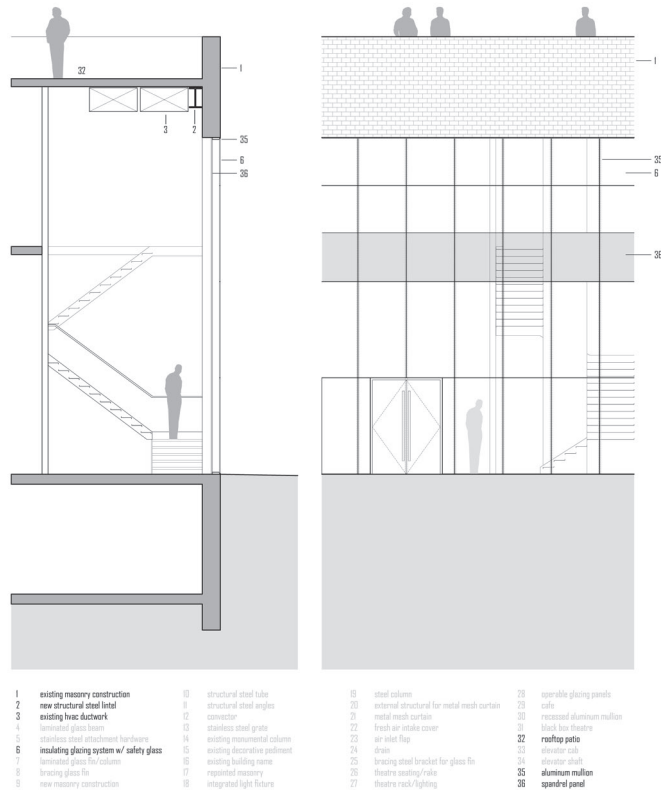 32
1
3
2
35
6
36
1
35
6
36
1 existing masonry construction
2 new structural steel lintel
3 existing hvac ductwork
4 laminated glass beam
5 stainless steel attachment hardware
6 insulating glazing system w/ safety glass
7 laminated glass fin/column
8 bracing glass fin
9 new masonry construction
10 structural steel tube
11 structural steel angles
12 convector
13 stainless steel grate
14 existing monumental column
15 existing decorative pediment
16 existing building name
17 repointed masonry
18 integrated light fixture
19 steel column
20 external structural for metal mesh curtain
21 metal mesh curtain
22 fresh air intake cover
23 air inlet flap
24 drain
25 bracing steel bracket for glass fin
26 theatre seating/rake
27 theatre rack/lighting
28 operable glazing panels
29 cafe
30 recessed aluminum mullion
31 black box theatre
32 rooftop patio
33 elevator cab
34 elevator shaft
35 aluminum mullion
36 spandrel panel